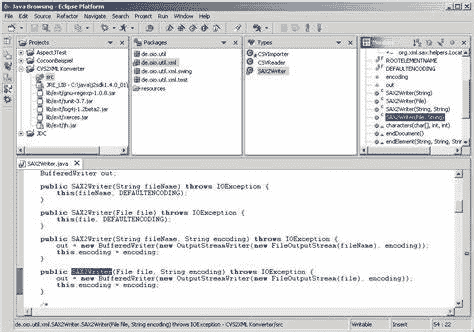 Java Browsing - Eclipse Platform
File Edit Source Refactor Navigate Search Project Run Window Help
Projects
AspectJTest
CocoonBeispiel
CVS2XML Konverter
src
JRE_LIB - C:\java\j2sdk1.4.0_01
lib/ext/gnu-regexp-1.0.8.jar
lib/ext/junit-3.7.jar
lib/ext/log4j-1.2beta2.jar
lib/ext/xerces.jar
lib/ext/jh.jar
JDC
Packages
de.oio.util
de.oio.util.xml
de.oio.util.xml.swing
de.oio.util.xml.test
resources
Types
CSVImporter
CSVReader
SAX2Writer
org.xml.sax.helpers.Locat
ROOTELEMENTNAME
DEFAULTENCODING
encoding
out
SAX2Writer(String)
SAX2Writer(File)
SAX2Writer(String, String)
SAX2Writer(File, String)
characters(char[], int, int)
endDocument()
endElement(String, String, String)
SAX2Writer.java
BufferedWriter out;
public SAX2Writer(String fileName) throws IOException {
this(fileName, DEFAULTENCODING);
}
public SAX2Writer(File file) throws IOException {
this(file, DEFAULTENCODING);
}
public SAX2Writer(String fileName, String encoding) throws IOException {
out = new BufferedWriter(new OutputStreamWriter(new FileOutputStream(fileName), encoding));
this.encoding = encoding;
}
public SAX2Writer(File file, String encoding) throws IOException {
out = new BufferedWriter(new OutputStreamWriter(new FileOutputStream(file), encoding));
this.encoding = encoding;
}
/*
de.oio.util.xml.SAX2Writer.SAX2Writer(File file, String encoding) throws IOException - CVS2XML Konverter/src
Writable
Insert
54 : 22